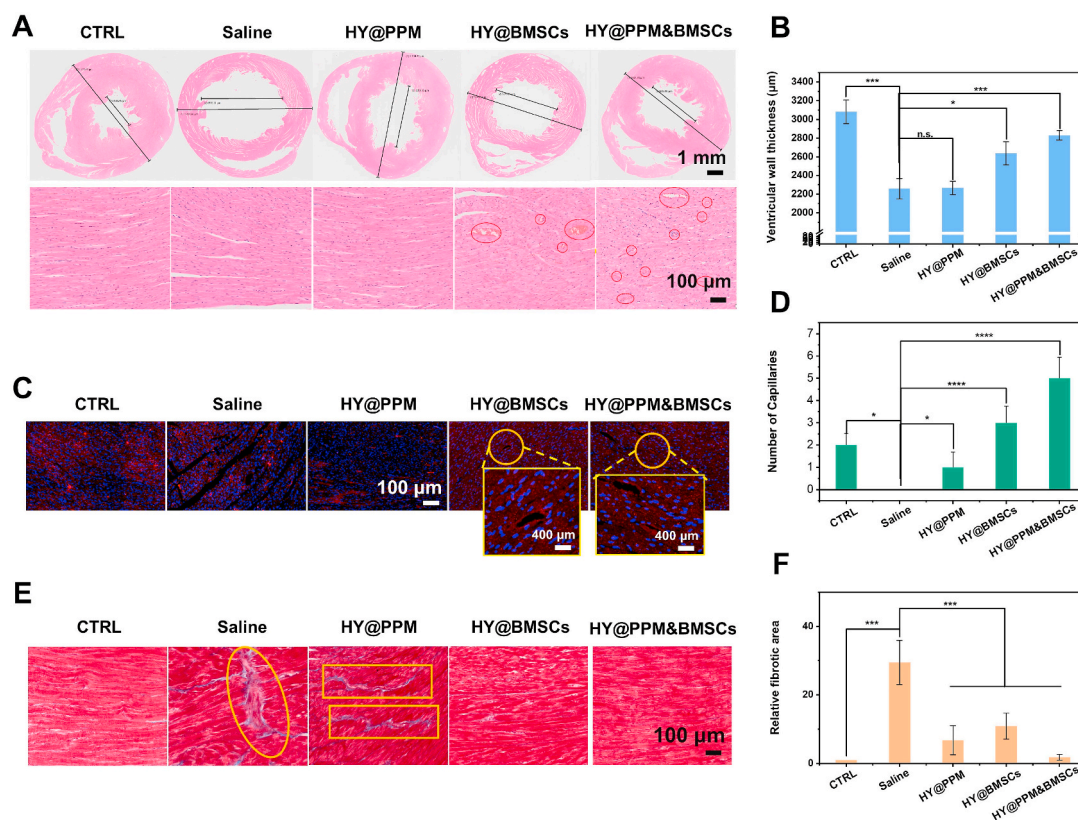 A
CTRL
Saline
HY@PPM
HY@BMSCs
HY@PPM&BMSCs
1 mm
100 μm
B
Ventricular wall thickness (μm)
3400
3200
3000
2800
2600
2400
2200
2000
***
***
*
n.s.
CTRL
Saline
HY@PPM
HY@BMSCs
HY@PPM&BMSCs
C
CTRL
Saline
HY@PPM
HY@BMSCs
HY@PPM&BMSCs
100 μm
400 μm
400 μm
D
Number of Capillaries
7
6
5
4
3
2
1
0
****
****
*
*
CTRL
Saline
HY@PPM
HY@BMSCs
HY@PPM&BMSCs
E
CTRL
Saline
HY@PPM
HY@BMSCs
HY@PPM&BMSCs
100 μm
F
Relative fibrotic area
40
20
0
***
***
CTRL
Saline
HY@PPM
HY@BMSCs
HY@PPM&BMSCs